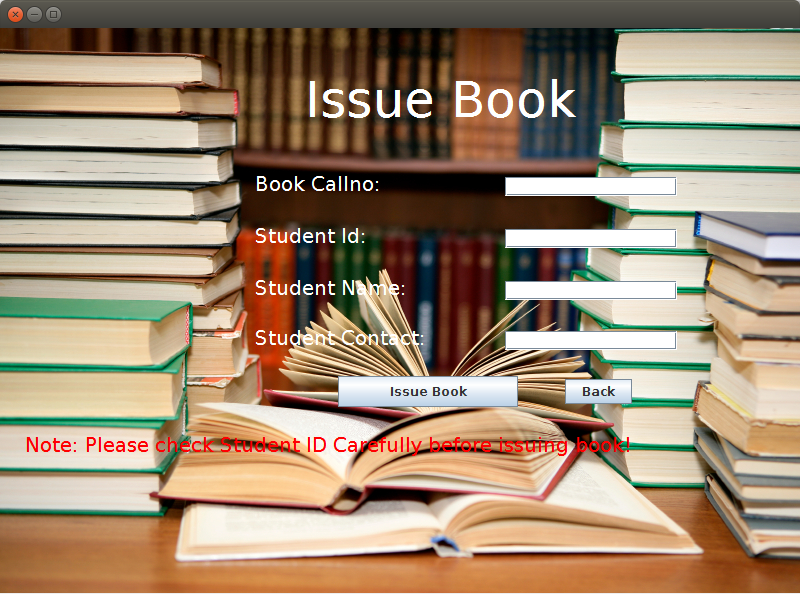 Issue Book
Book Callno:
Student Id:
Student Name:
Student Contact:
Issue Book Back
Note: Please check Student ID Carefully before issuing book!